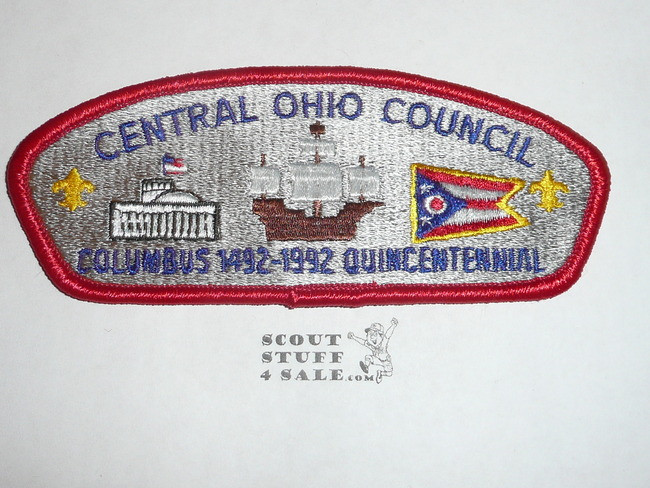 CENTRAL OHIO COUNCIL
COLUMBUS 1492-1992 QUINCENTENNIAL
SCOUT
STUFF
4 SALE.COM